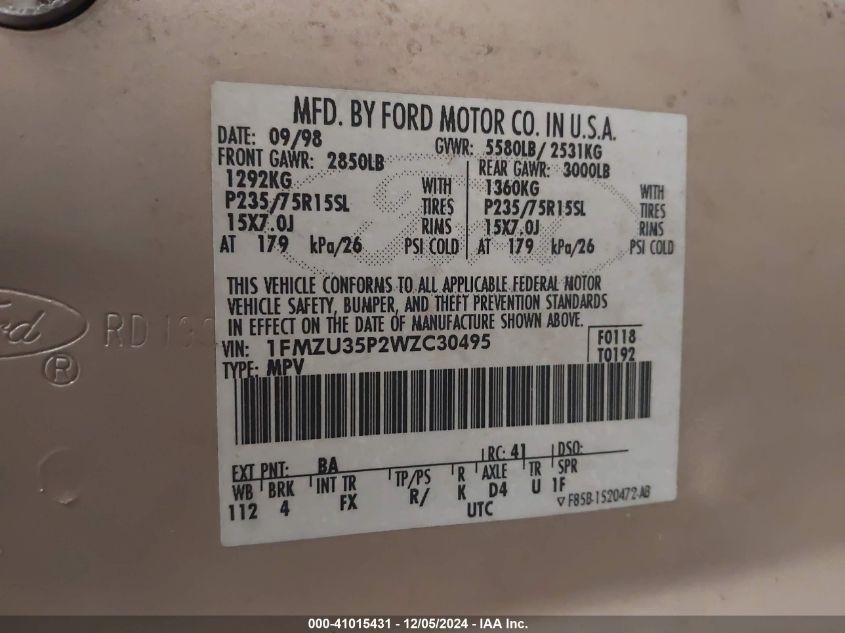 MFD. BY FORD MOTOR CO. IN U.S.A.
DATE: 09/98 GVWR: 5580LB/2531KG
FRONT GAWR: 2850LB REAR GAWR: 3000LB
1292KG WITH 1360KG WITH
P235/75R15SL TIRES P235/75R15SL TIRES
15X7.0J RIMS 15X7.0J RIMS
AT 179 kPa/26 PSI COLD AT 179 kPa/26 PSI COLD
THIS VEHICLE CONFORMS TO ALL APPLICABLE FEDERAL MOTOR
VEHICLE SAFETY, BUMPER, AND THEFT PREVENTION STANDARDS
IN EFFECT ON THE DATE OF MANUFACTURE SHOWN ABOVE.
Ford ® RD
VIN: 1FMZU35P2WZC30495 F0118
TYPE: MPV T0192
EXT PNT: BA RC: 41 DSO:
WB BRK INT TR TP/PS R AXLE TR SPR
112 4 FX R/ K D4 U 1F
UTC ▽F85B-1520472-AB
000-41015431 - 12/05/2024 - IAA Inc.